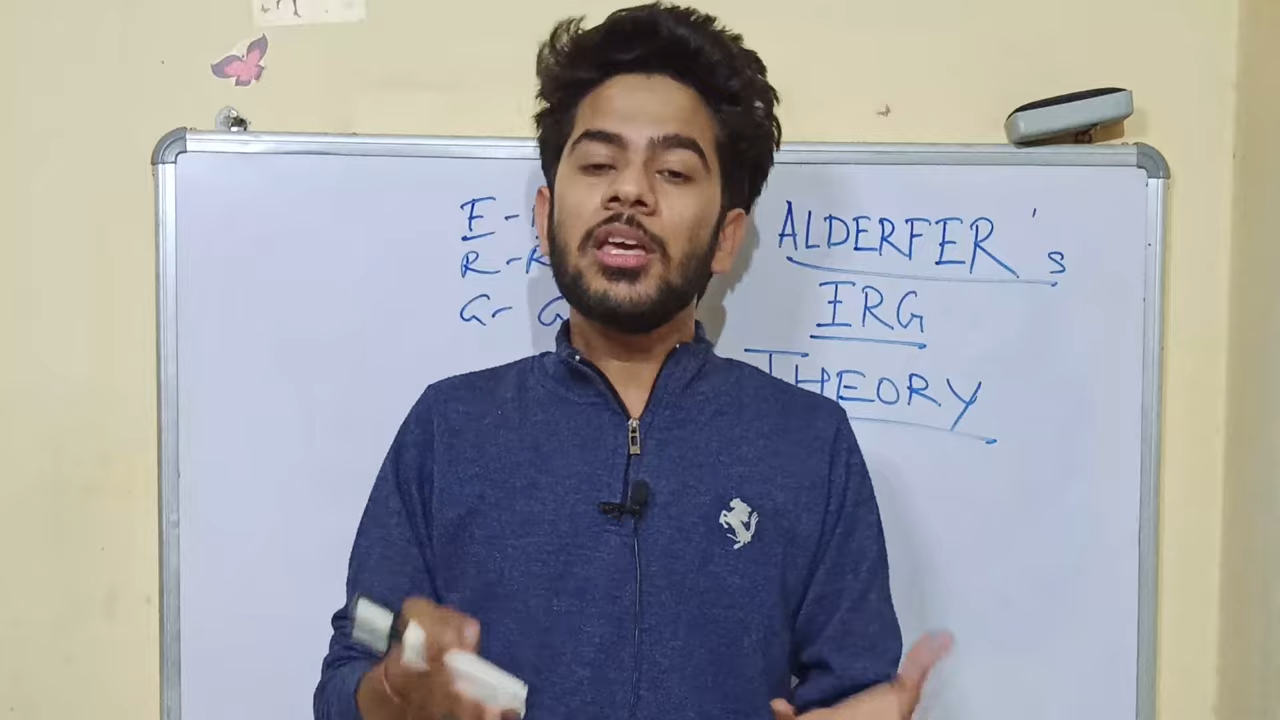 E -
R - R
G - G
ALDERFER's
ERG
THEORY